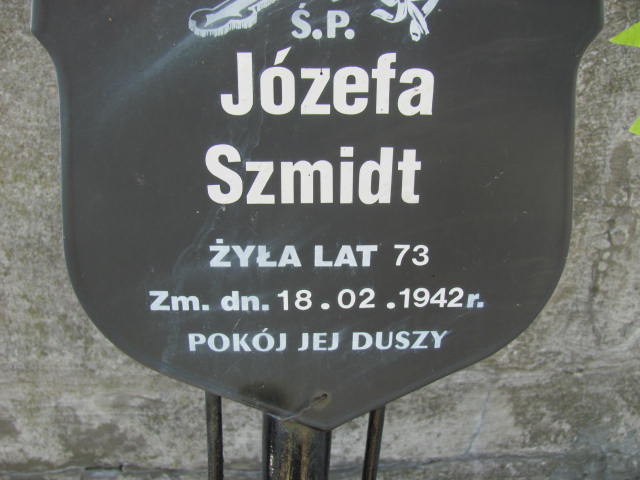 Ś.P.
Józefa
Szmidt
ŻYŁA LAT 73
Zm. dn. 18.02.1942r.
POKÓJ JEJ DUSZY